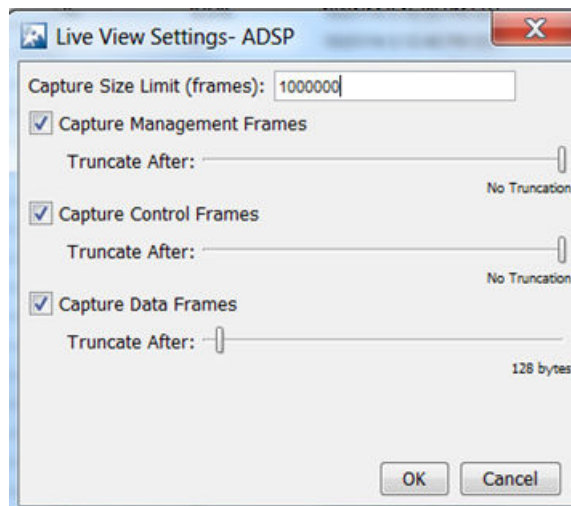 Live View Settings- ADSP
Capture Size Limit (frames): 1000000
Capture Management Frames
Truncate After:
No Truncation
Capture Control Frames
Truncate After:
No Truncation
Capture Data Frames
Truncate After:
128 bytes
OK Cancel